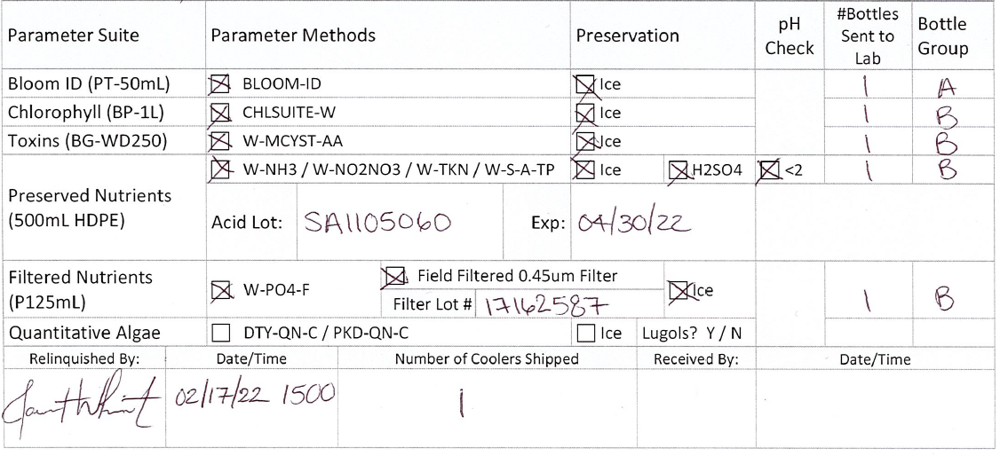 Parameter Suite Parameter Methods Preservation pH Check #Bottles Sent to Lab Bottle Group
Bloom ID (PT-50mL) BLOOM-ID Ice 1 A
Chlorophyll (BP-1L) CHLSUITE-W Ice 1 B
Toxins (BG-WD250) W-MCYST-AA Ice 1 B
Preserved Nutrients (500mL HDPE) W-NH3 / W-NO2NO3 / W-TKN / W-S-A-TP Ice H2SO4 <2 1 B
Acid Lot: SA1105060 Exp: 04/30/22
Filtered Nutrients (P125mL) W-PO4-F Field Filtered 0.45um Filter Ice 1 B
Filter Lot # 17162587
Quantitative Algae DTY-QN-C / PKD-QN-C Ice Lugols? Y / N
Relinquished By: Date/Time Number of Coolers Shipped Received By: Date/Time
02/17/22 1500 1